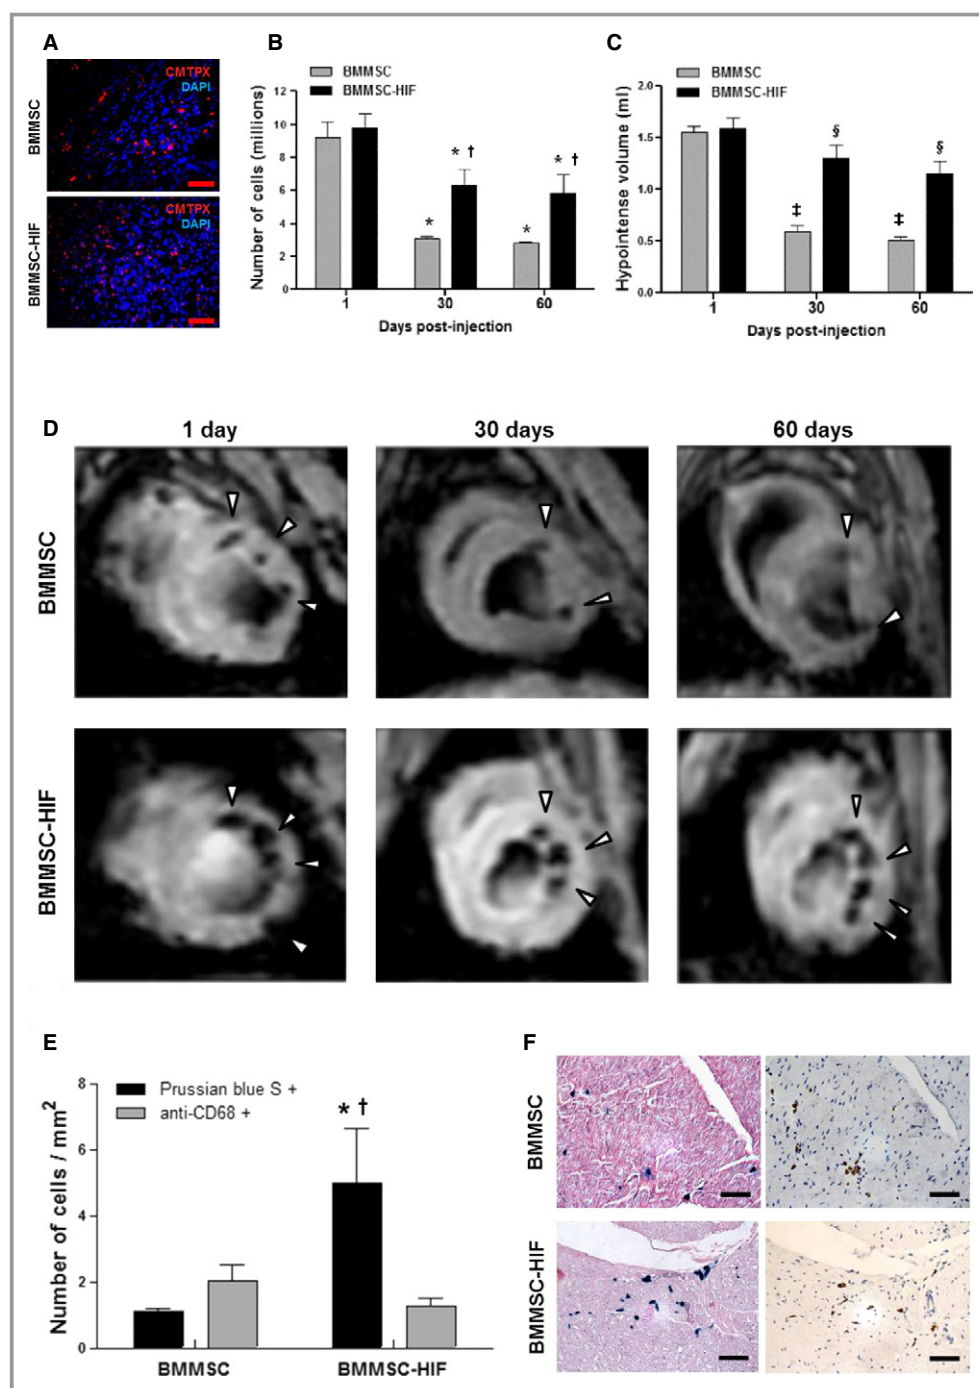 A
BMMSC
CMTPX
DAPI
BMMSC-HIF
CMTPX
DAPI
B
BMMSC
BMMSC-HIF
Number of cells (millions)
12
10
8
6
4
2
0
*
* †
*
* †
1
30
60
Days post-injection
C
BMMSC
BMMSC-HIF
Hypointense volume (ml)
2.0
1.5
1.0
0.5
0.0
‡
§
‡
§
1
30
60
Days post-injection
D
1 day
30 days
60 days
BMMSC
BMMSC-HIF
E
Prussian blue S +
anti-CD68 +
Number of cells / mm²
8
6
4
2
0
* †
BMMSC
BMMSC-HIF
F
BMMSC
BMMSC-HIF